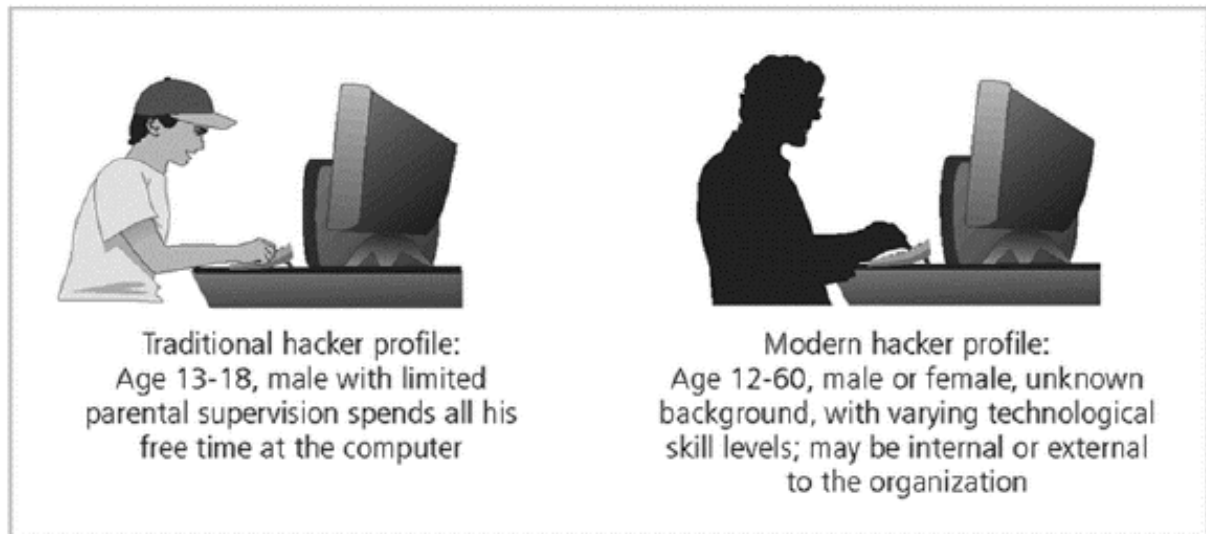 Traditional hacker profile:
Age 13-18, male with limited
parental supervision spends all his
free time at the computer
Modern hacker profile:
Age 12-60, male or female, unknown
background, with varying technological
skill levels; may be internal or external
to the organization